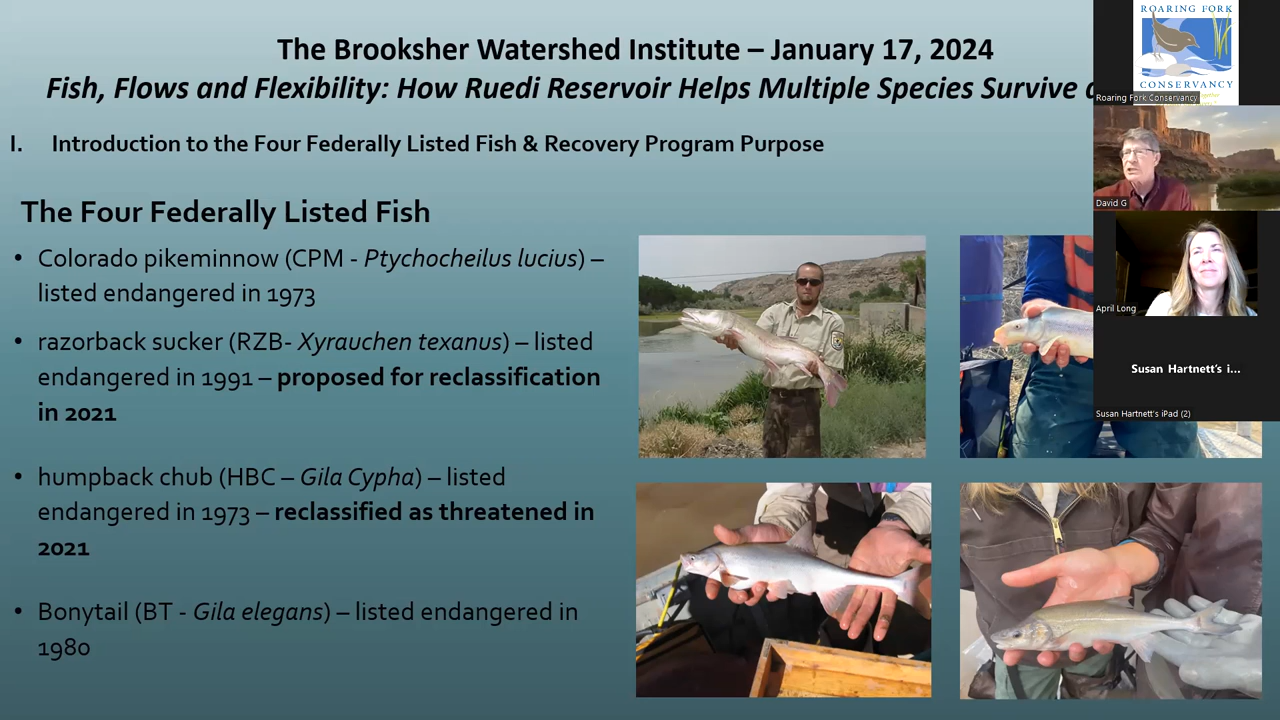 The Brooksher Watershed Institute – January 17, 2024
Fish, Flows and Flexibility: How Ruedi Reservoir Helps Multiple Species Survive
I. Introduction to the Four Federally Listed Fish & Recovery Program Purpose
The Four Federally Listed Fish
• Colorado pikeminnow (CPM - Ptychocheilus lucius) –
listed endangered in 1973
• razorback sucker (RZB- Xyrauchen texanus) – listed
endangered in 1991 – proposed for reclassification
in 2021
• humpback chub (HBC – Gila Cypha) – listed
endangered in 1973 – reclassified as threatened in
2021
• Bonytail (BT - Gila elegans) – listed endangered in
1980
ROARING FORK
CONSERVANCY
Roaring Fork Conservancy
David G
April Long
Susan Hartnett's i...
Susan Hartnett's iPad (2)